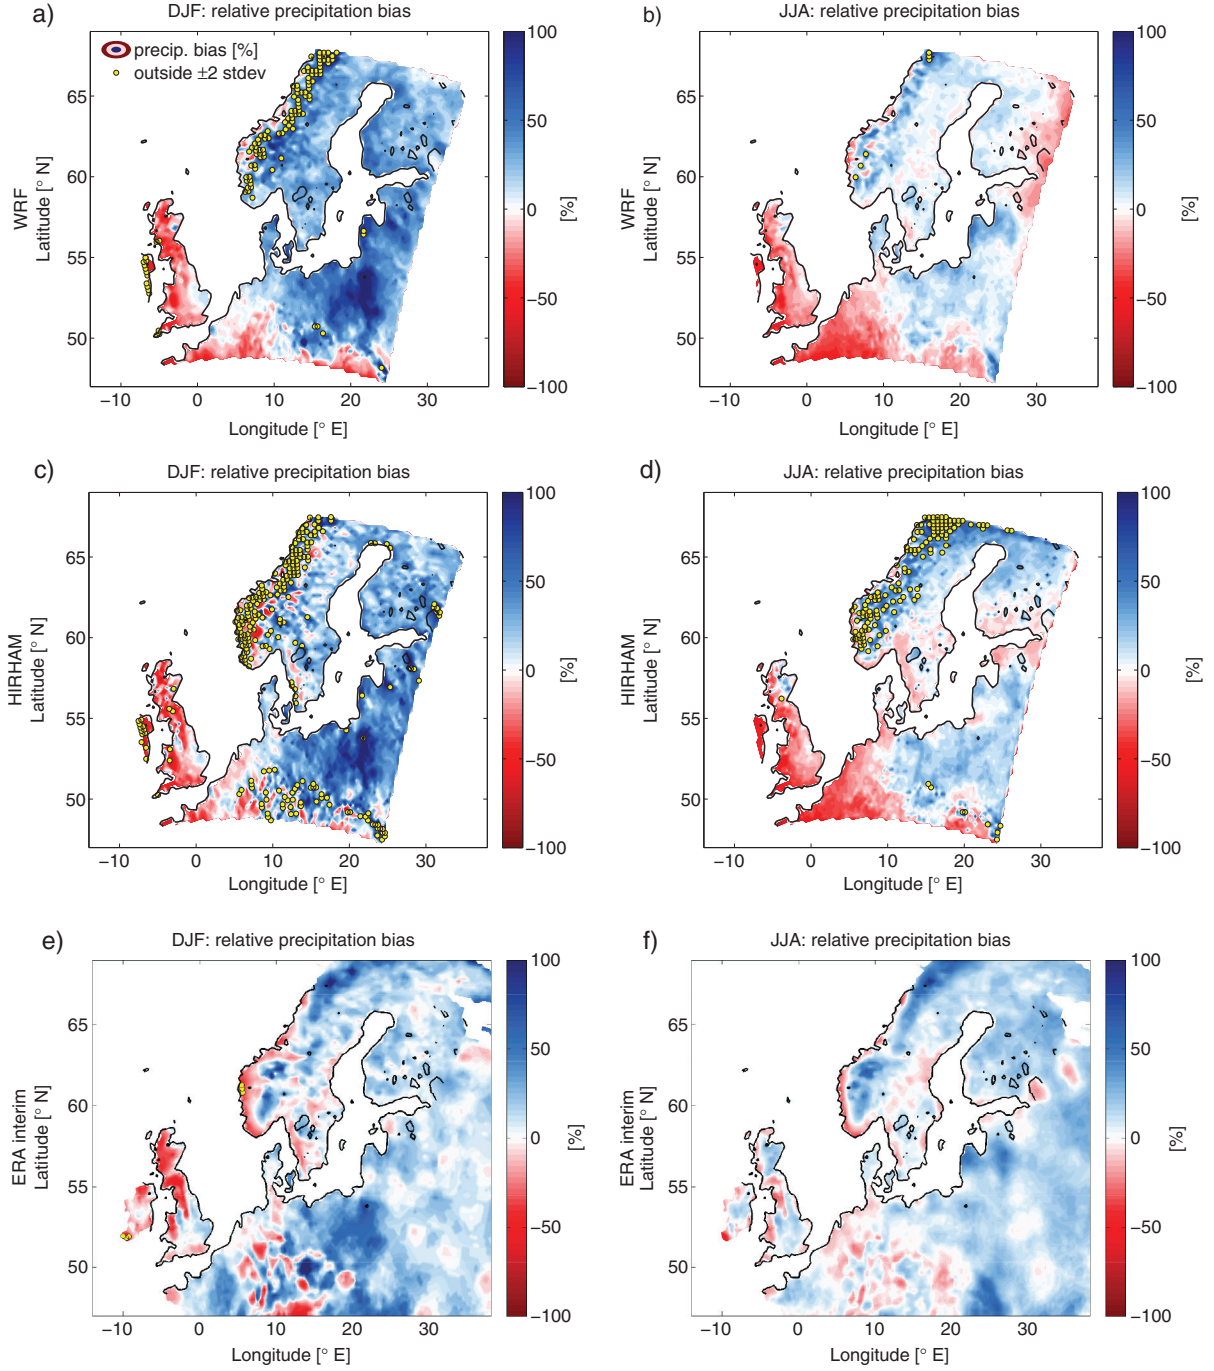 a)
DJF: relative precipitation bias
precip. bias [%]
outside ±2 stdev
WRF
Latitude [° N]
65
60
55
50
−10
0
10
20
30
Longitude [° E]
100
50
0
−50
−100
[%]
b)
JJA: relative precipitation bias
WRF
Latitude [° N]
65
60
55
50
−10
0
10
20
30
Longitude [° E]
100
50
0
−50
−100
[%]
c)
DJF: relative precipitation bias
HIRHAM
Latitude [° N]
65
60
55
50
−10
0
10
20
30
Longitude [° E]
100
50
0
−50
−100
[%]
d)
JJA: relative precipitation bias
HIRHAM
Latitude [° N]
65
60
55
50
−10
0
10
20
30
Longitude [° E]
100
50
0
−50
−100
[%]
e)
DJF: relative precipitation bias
ERA interim
Latitude [° N]
65
60
55
50
−10
0
10
20
30
Longitude [° E]
100
50
0
−50
−100
[%]
f)
JJA: relative precipitation bias
ERA interim
Latitude [° N]
65
60
55
50
−10
0
10
20
30
Longitude [° E]
100
50
0
−50
−100
[%]